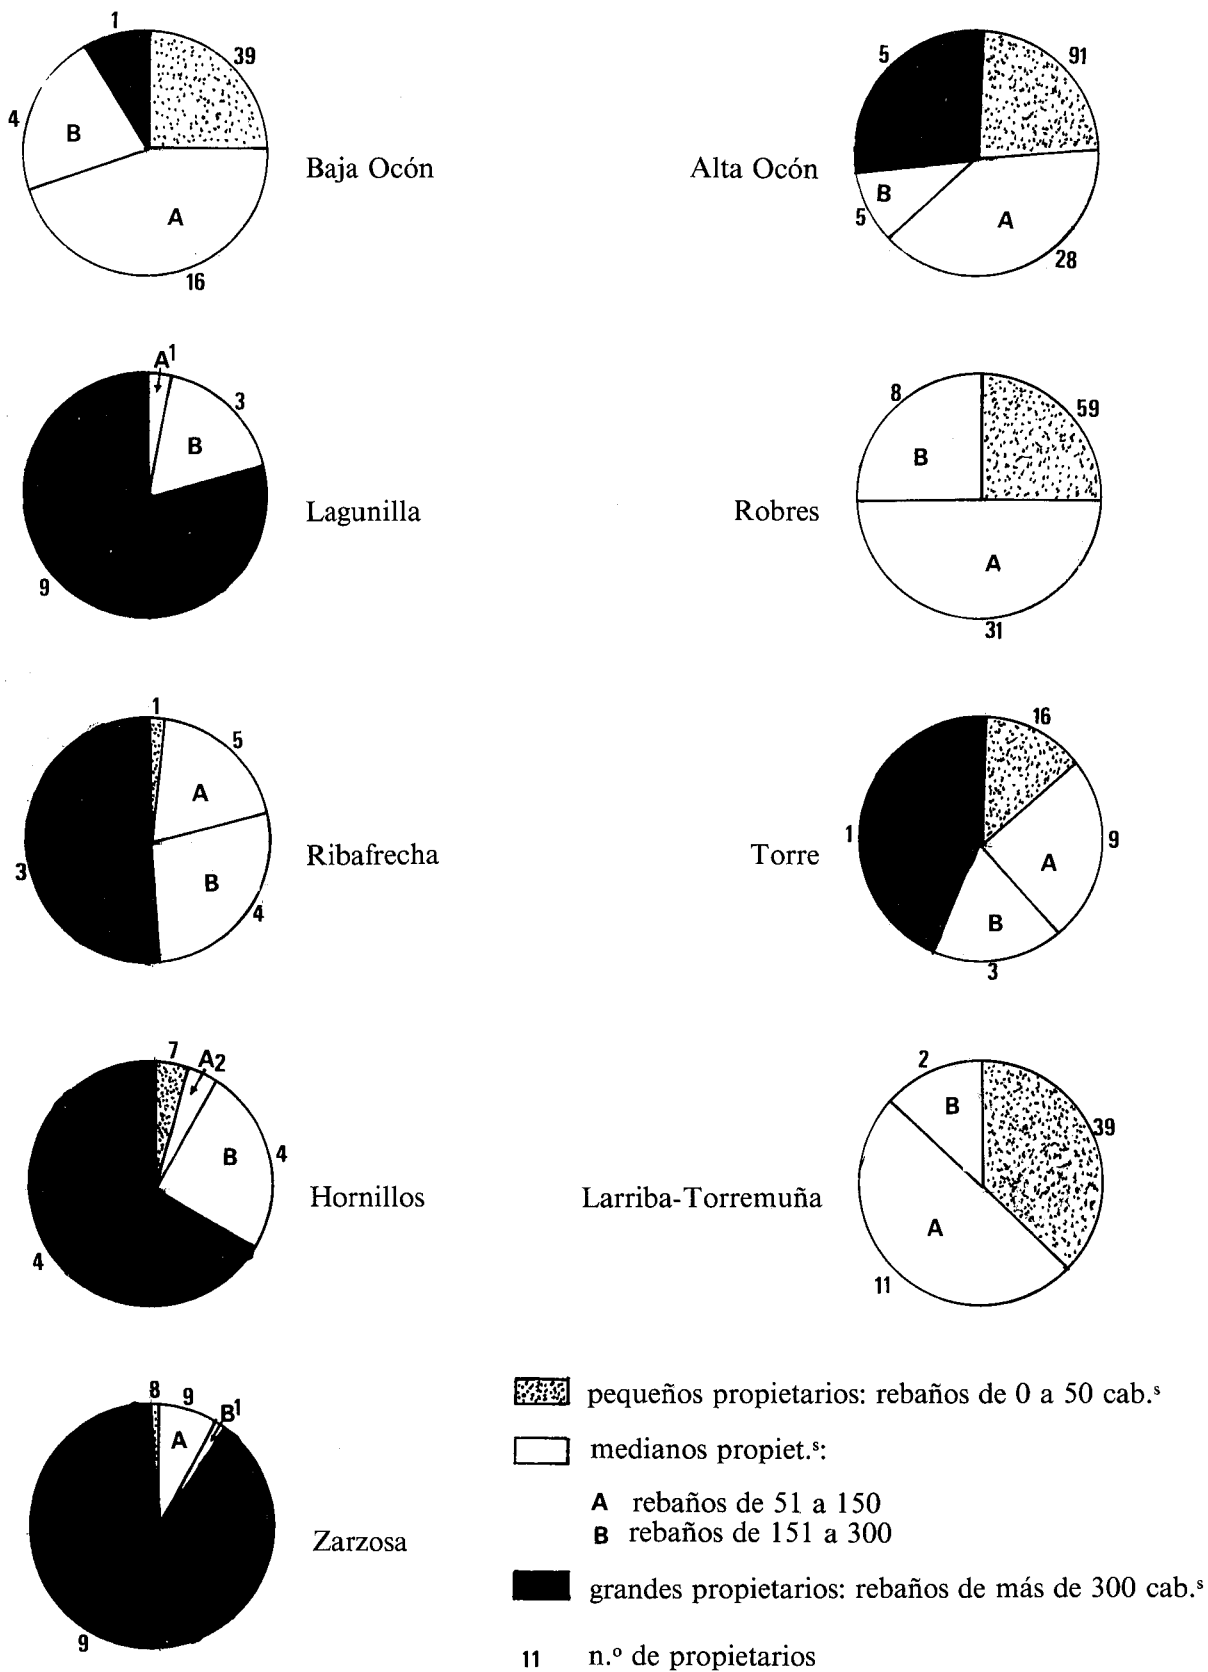 1
39
4
B
A
16
Baja Ocón
5
91
B
5
A
28
Alta Ocón
A1
3
B
9
Lagunilla
8
59
B
A
31
Robres
1
5
A
B
3
4
Ribafrecha
16
1
9
A
B
3
Torre
7
A2
B
4
4
Hornillos
2
B
39
A
11
Larriba-Torremuña
8
9
A
B1
9
Zarzosa
pequeños propietarios: rebaños de 0 a 50 cab.ˢ
medianos propiet.ˢ:
A rebaños de 51 a 150
B rebaños de 151 a 300
grandes propietarios: rebaños de más de 300 cab.ˢ
11 n.º de propietarios